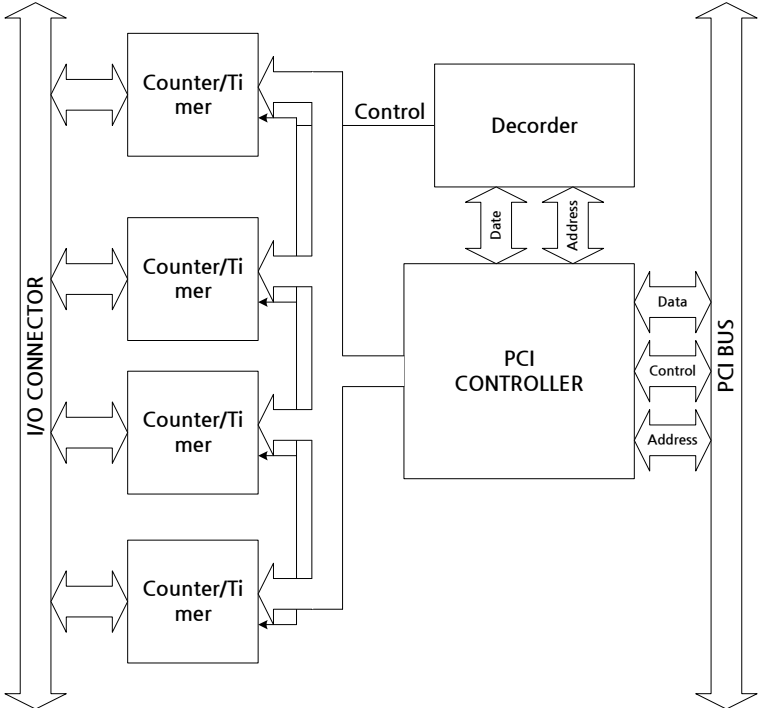 Counter/Ti
mer
Control
Decorder
Date
Address
Counter/Ti
mer
I/O CONNECTOR
PCI
CONTROLLER
Data
Control
Address
PCI BUS
Counter/Ti
mer
Counter/Ti
mer